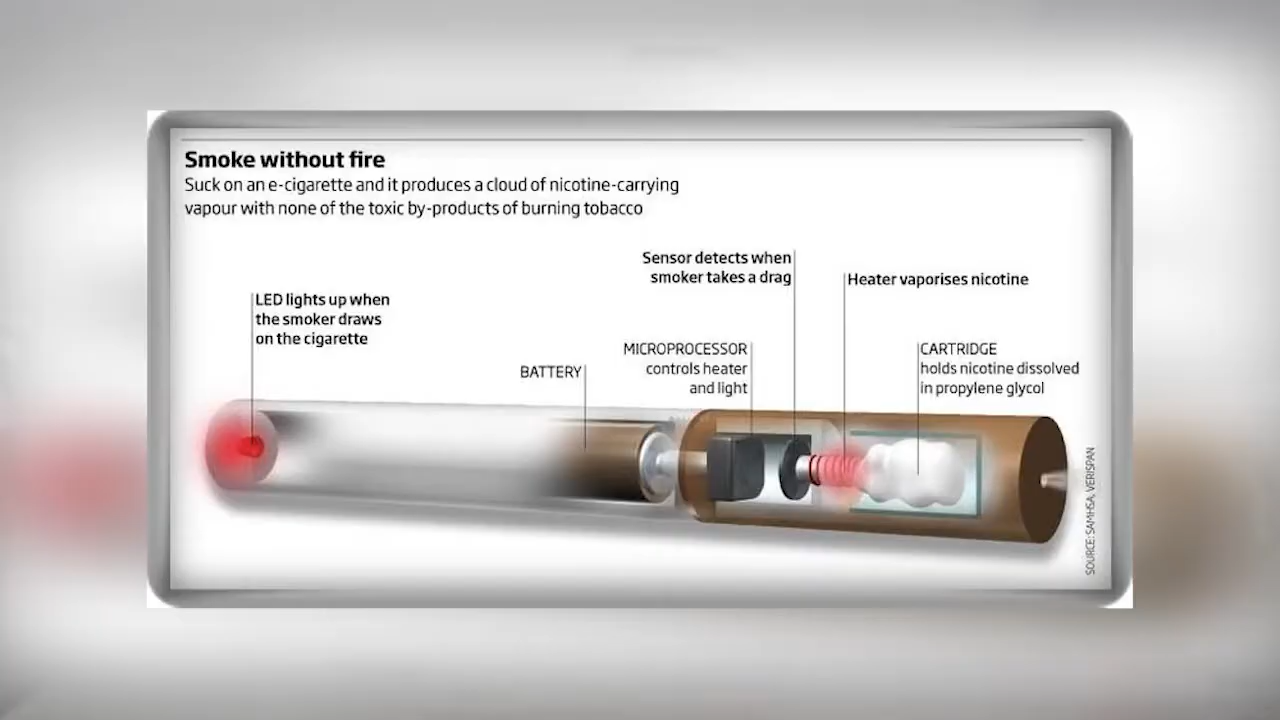 Smoke without fire
Suck on an e-cigarette and it produces a cloud of nicotine-carrying
vapour with none of the toxic by-products of burning tobacco
Sensor detects when
smoker takes a drag
Heater vaporises nicotine
LED lights up when
the smoker draws
on the cigarette
BATTERY
MICROPROCESSOR
controls heater
and light
CARTRIDGE
holds nicotine dissolved
in propylene glycol
SOURCE: SAMHSA, VERISPAN